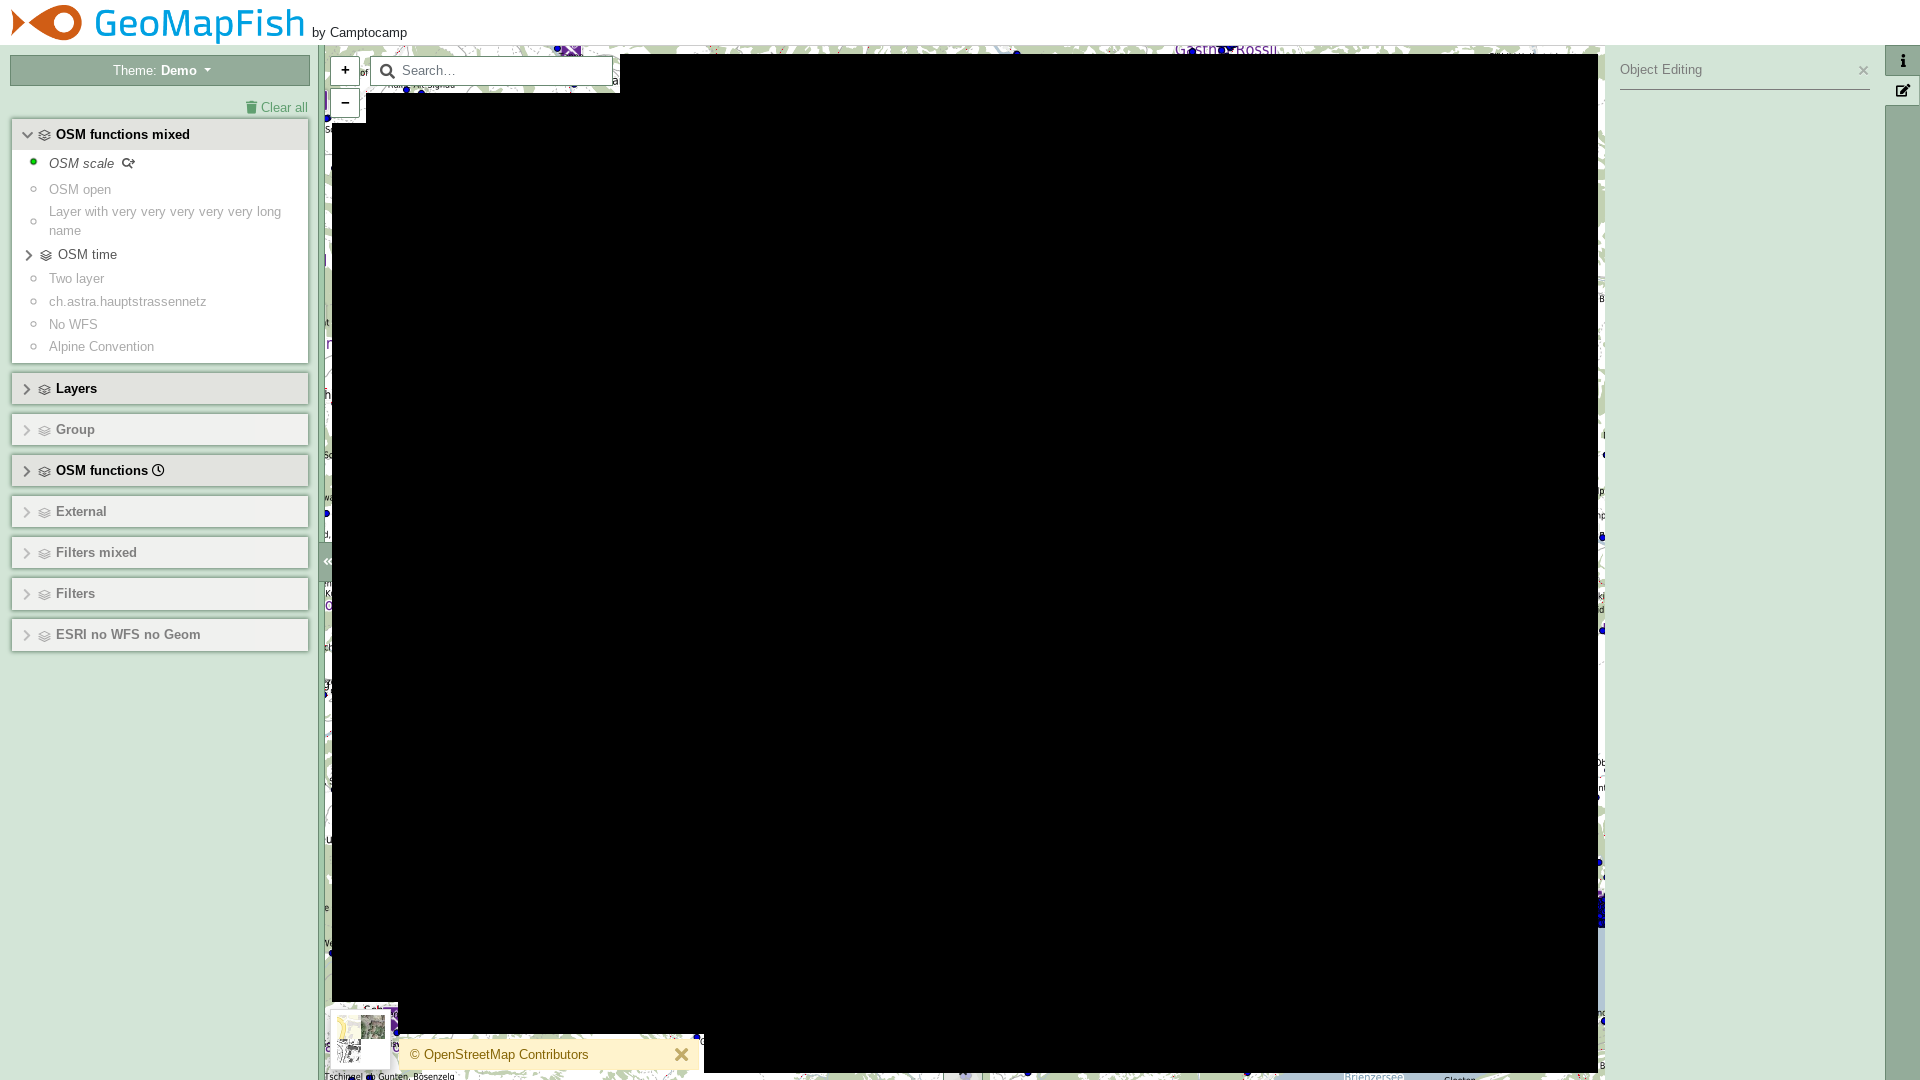 GeoMapFish by Camptocamp
Theme: Demo
Clear all
OSM functions mixed
OSM scale
OSM open
Layer with very very very very very long
name
OSM time
Two layer
ch.astra.hauptstrassennetz
No WFS
Alpine Convention
Layers
Group
OSM functions
External
Filters mixed
Filters
ESRI no WFS no Geom
+
−
Search…
© OpenStreetMap Contributors
Brienzersee
Object Editing